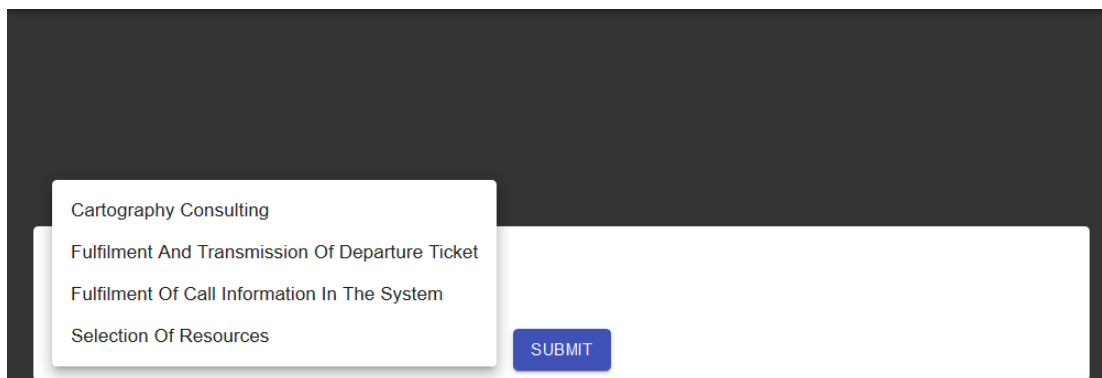 Cartography Consulting
Fulfilment And Transmission Of Departure Ticket
Fulfilment Of Call Information In The System
Selection Of Resources
SUBMIT